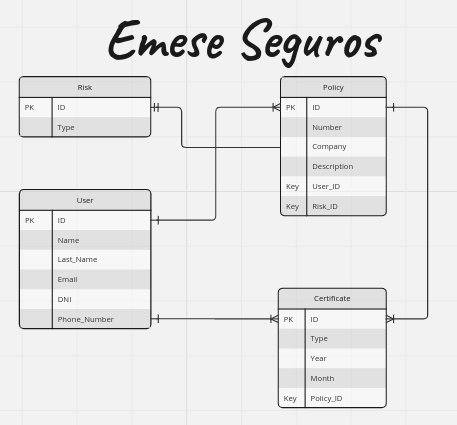 Emese Seguros
Risk
PK ID
Type
Policy
PK ID
Number
Company
Description
Key User_ID
Key Risk_ID
User
PK ID
Name
Last_Name
Email
DNI
Phone_Number
Certificate
PK ID
Type
Year
Month
Key Policy_ID